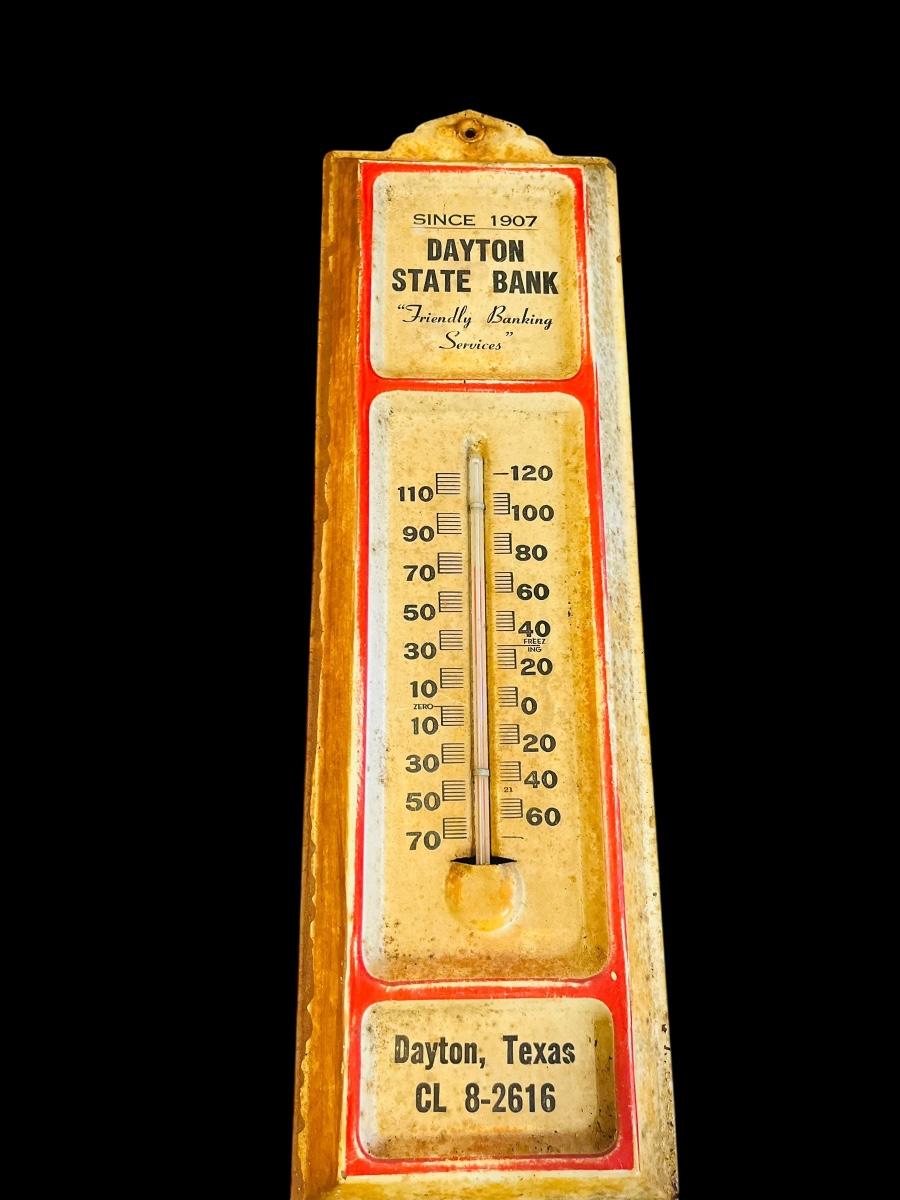 SINCE 1907
DAYTON
STATE BANK
“Friendly Banking
Services”
120
110
100
90
80
70
60
50
40
FREEZ
ING
30
20
10
ZERO
0
10
20
30
40
21
50
60
70
Dayton, Texas
CL 8-2616